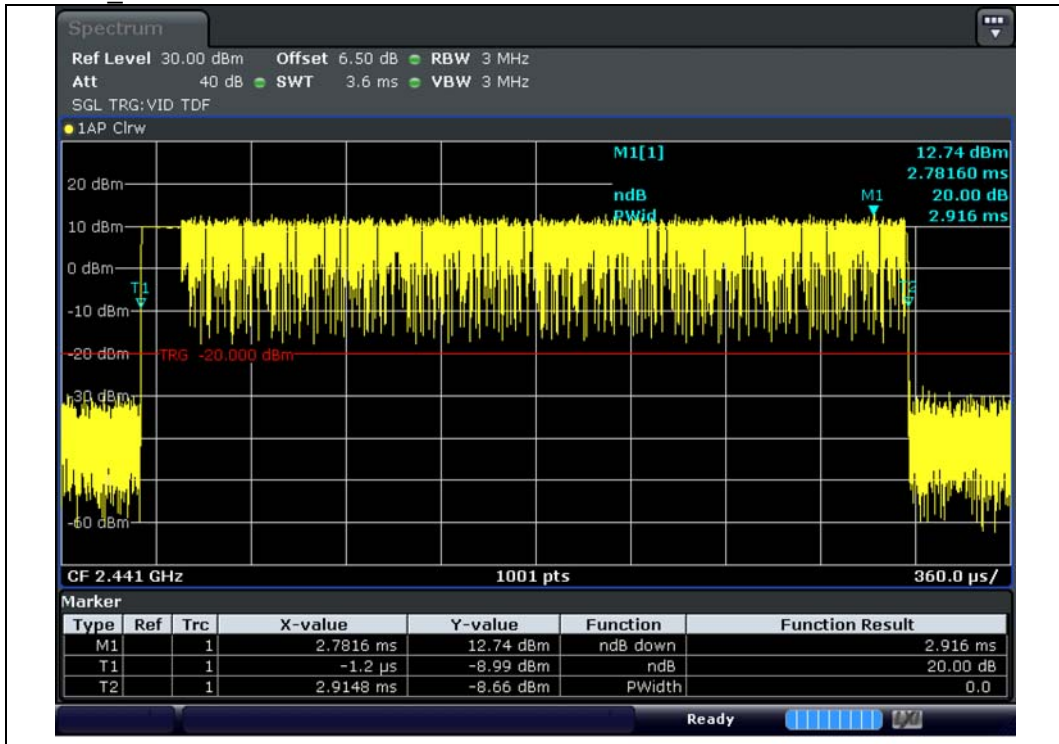 Spectrum
Ref Level 30.00 dBm Offset 6.50 dB RBW 3 MHz
Att 40 dB SWT 3.6 ms VBW 3 MHz
SGL TRG:VID TDF
1AP Clrw
M1[1] 12.74 dBm
2.78160 ms
20 dBm
ndB 20.00 dB
M1
PWid 2.916 ms
10 dBm
0 dBm
T1
T2
-10 dBm
-20 dBm
TRG -20.000 dBm
-30 dBm
-60 dBm
CF 2.441 GHz 1001 pts 360.0 µs/
Marker
Type Ref Trc X-value Y-value Function Function Result
M1 1 2.7816 ms 12.74 dBm ndB down 2.916 ms
T1 1 -1.2 µs -8.99 dBm ndB 20.00 dB
T2 1 2.9148 ms -8.66 dBm PWidth 0.0
Ready
LXI